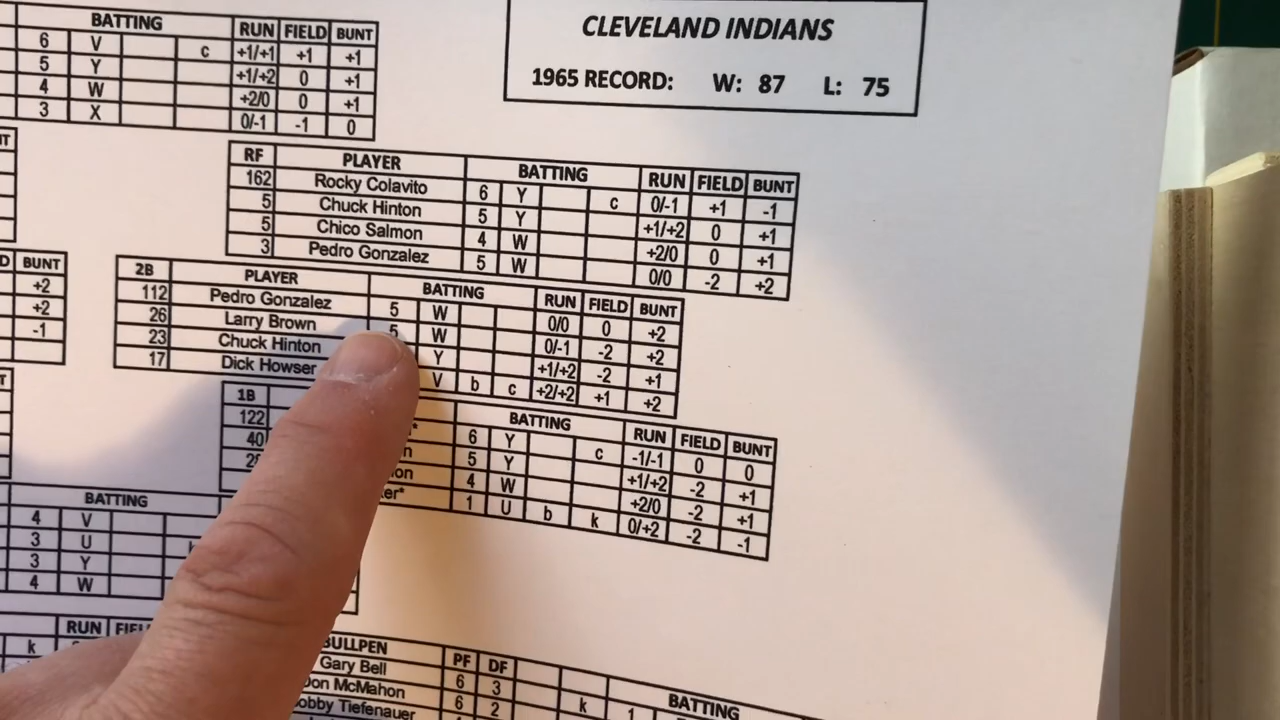 CLEVELAND INDIANS
1965 RECORD: W: 87 L: 75
BATTING RUN FIELD BUNT
6 V c +1/+1 +1 +1
5 Y +1/+2 0 +1
4 W +2/0 0 +1
3 X 0/-1 -1 0
RF PLAYER BATTING RUN FIELD BUNT
162 Rocky Colavito 6 Y c 0/-1 +1 -1
5 Chuck Hinton 5 Y +1/+2 0 +1
5 Chico Salmon 4 W +2/0 0 +1
3 Pedro Gonzalez 5 W 0/0 -2 +2
BUNT
+2
+2
-1
2B PLAYER BATTING RUN FIELD BUNT
112 Pedro Gonzalez 5 W 0/0 0 +2
26 Larry Brown 5 W 0/-1 -2 +2
23 Chuck Hinton Y +1/+2 -2 +1
17 Dick Howser V b c +2/+2 +1 +2
1B BATTING RUN FIELD BUNT
122 6 Y c -1/-1 0 0
40 5 Y +1/+2 -2 +1
4 W +2/0 -2 +1
1 U b k 0/+2 -2 -1
BATTING
4 V
3 U
3 Y
4 W
RUN
k
BULLPEN PF DF BATTING
Gary Bell 6 3
Don McMahon 6 2 k 1
Bobby Tiefenauer